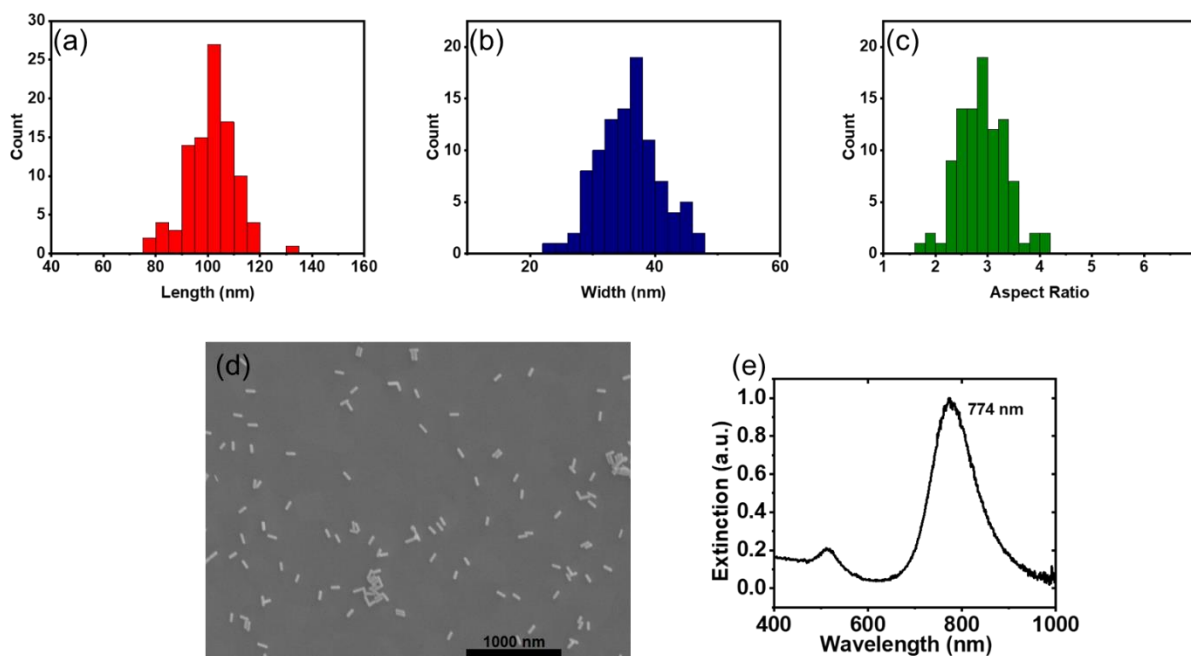 (a)
30
25
20
15
10
5
0
Count
40 60 80 100 120 140 160
Length (nm)
(b)
20
15
10
5
0
Count
20 40 60
Width (nm)
(c)
20
15
10
5
0
Count
1 2 3 4 5 6
Aspect Ratio
(d)
1000 nm
(e)
774 nm
1.0
0.8
0.6
0.4
0.2
0.0
Extinction (a.u.)
400 600 800 1000
Wavelength (nm)